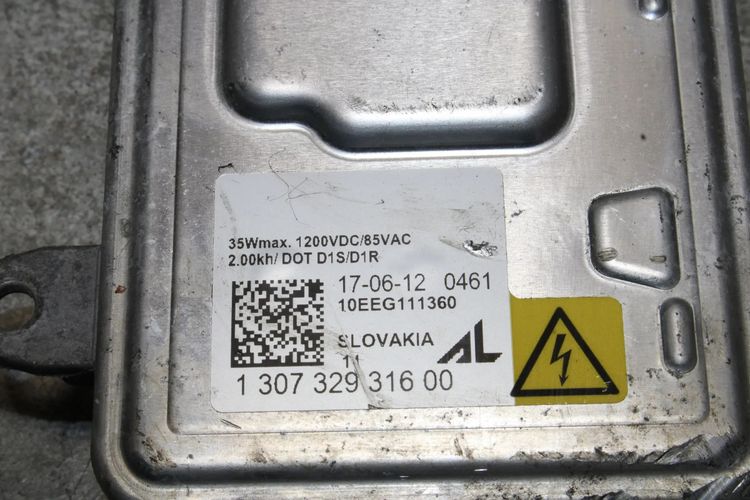 35Wmax. 1200VDC/85VAC
2.00kh/ DOT D1S/D1R
17-06-12 0461
10EEG111360
SLOVAKIA AL
11
1 307 329 316 00